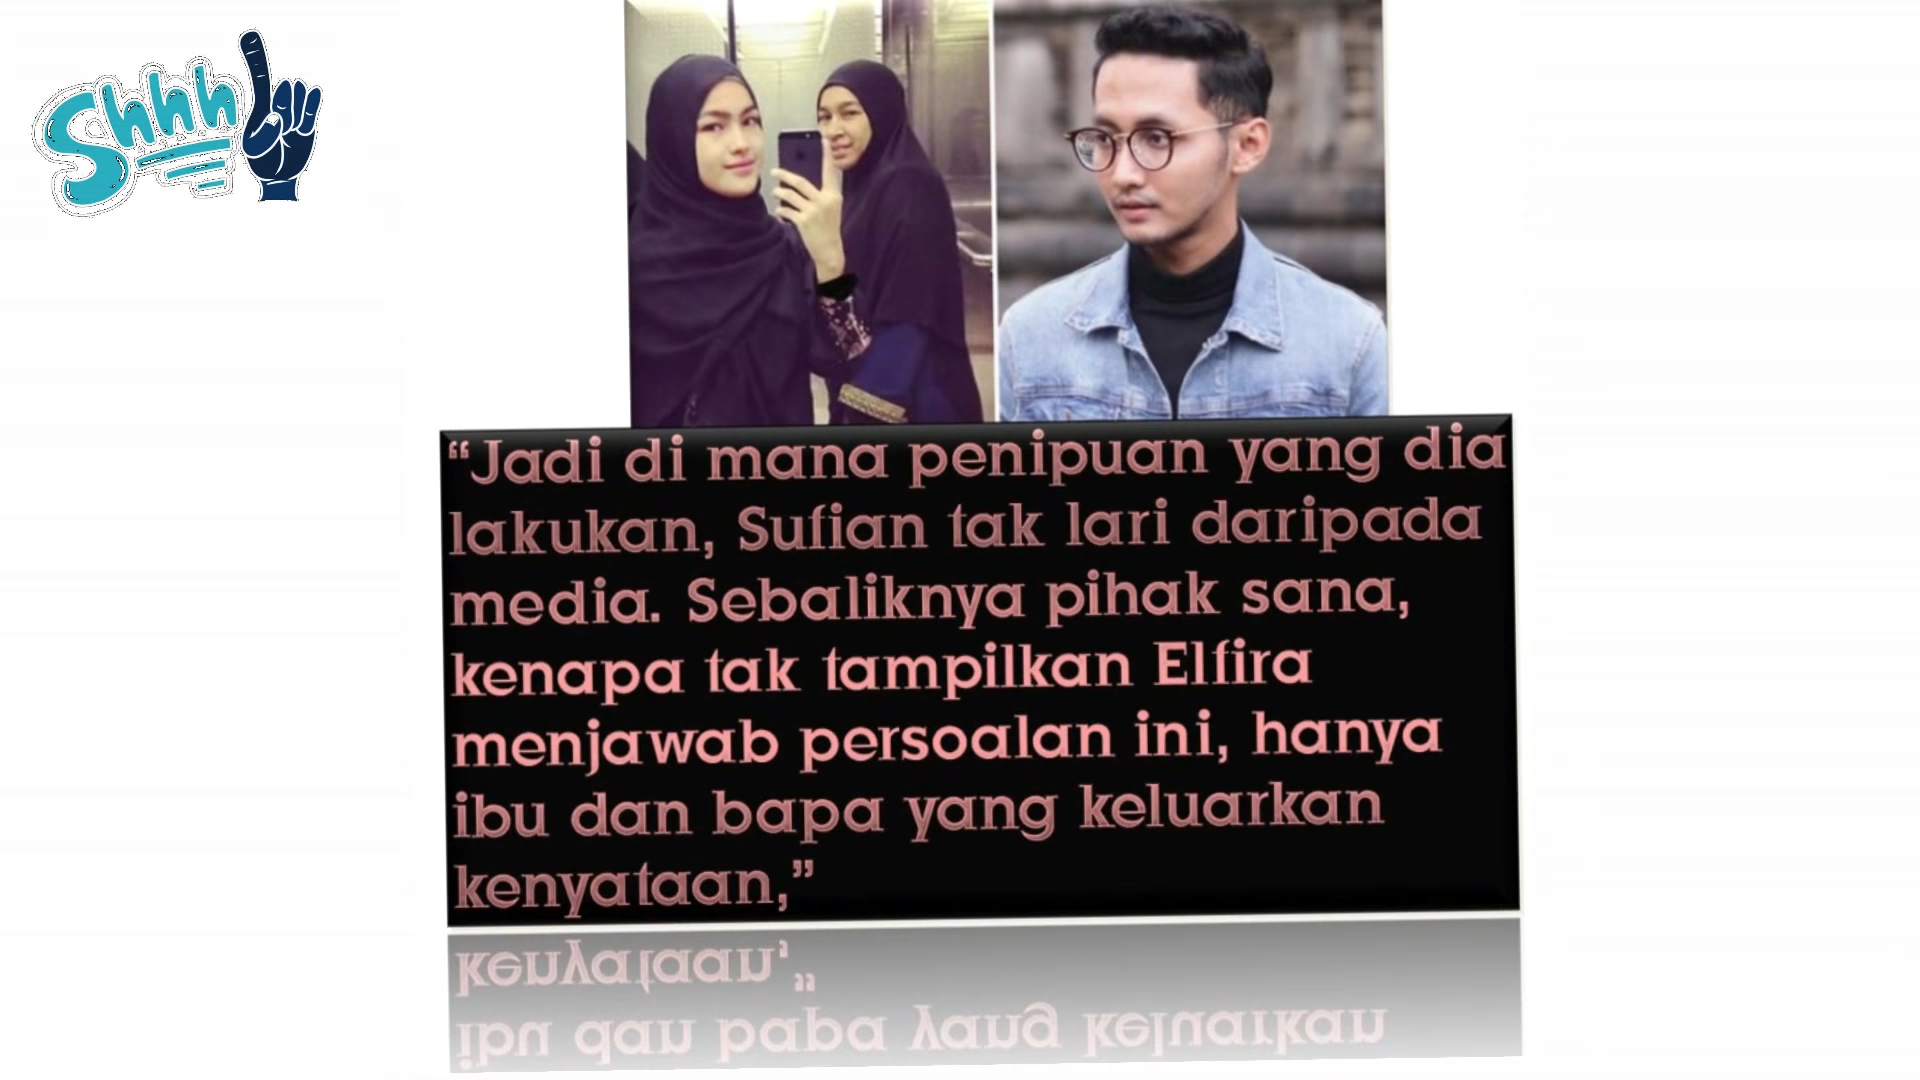 Shhh
“Jadi di mana penipuan yang dia
lakukan, Sufian tak lari daripada
media. Sebaliknya pihak sana,
kenapa tak tampilkan Elfira
menjawab persoalan ini, hanya
ibu dan bapa yang keluarkan
kenyataan,”